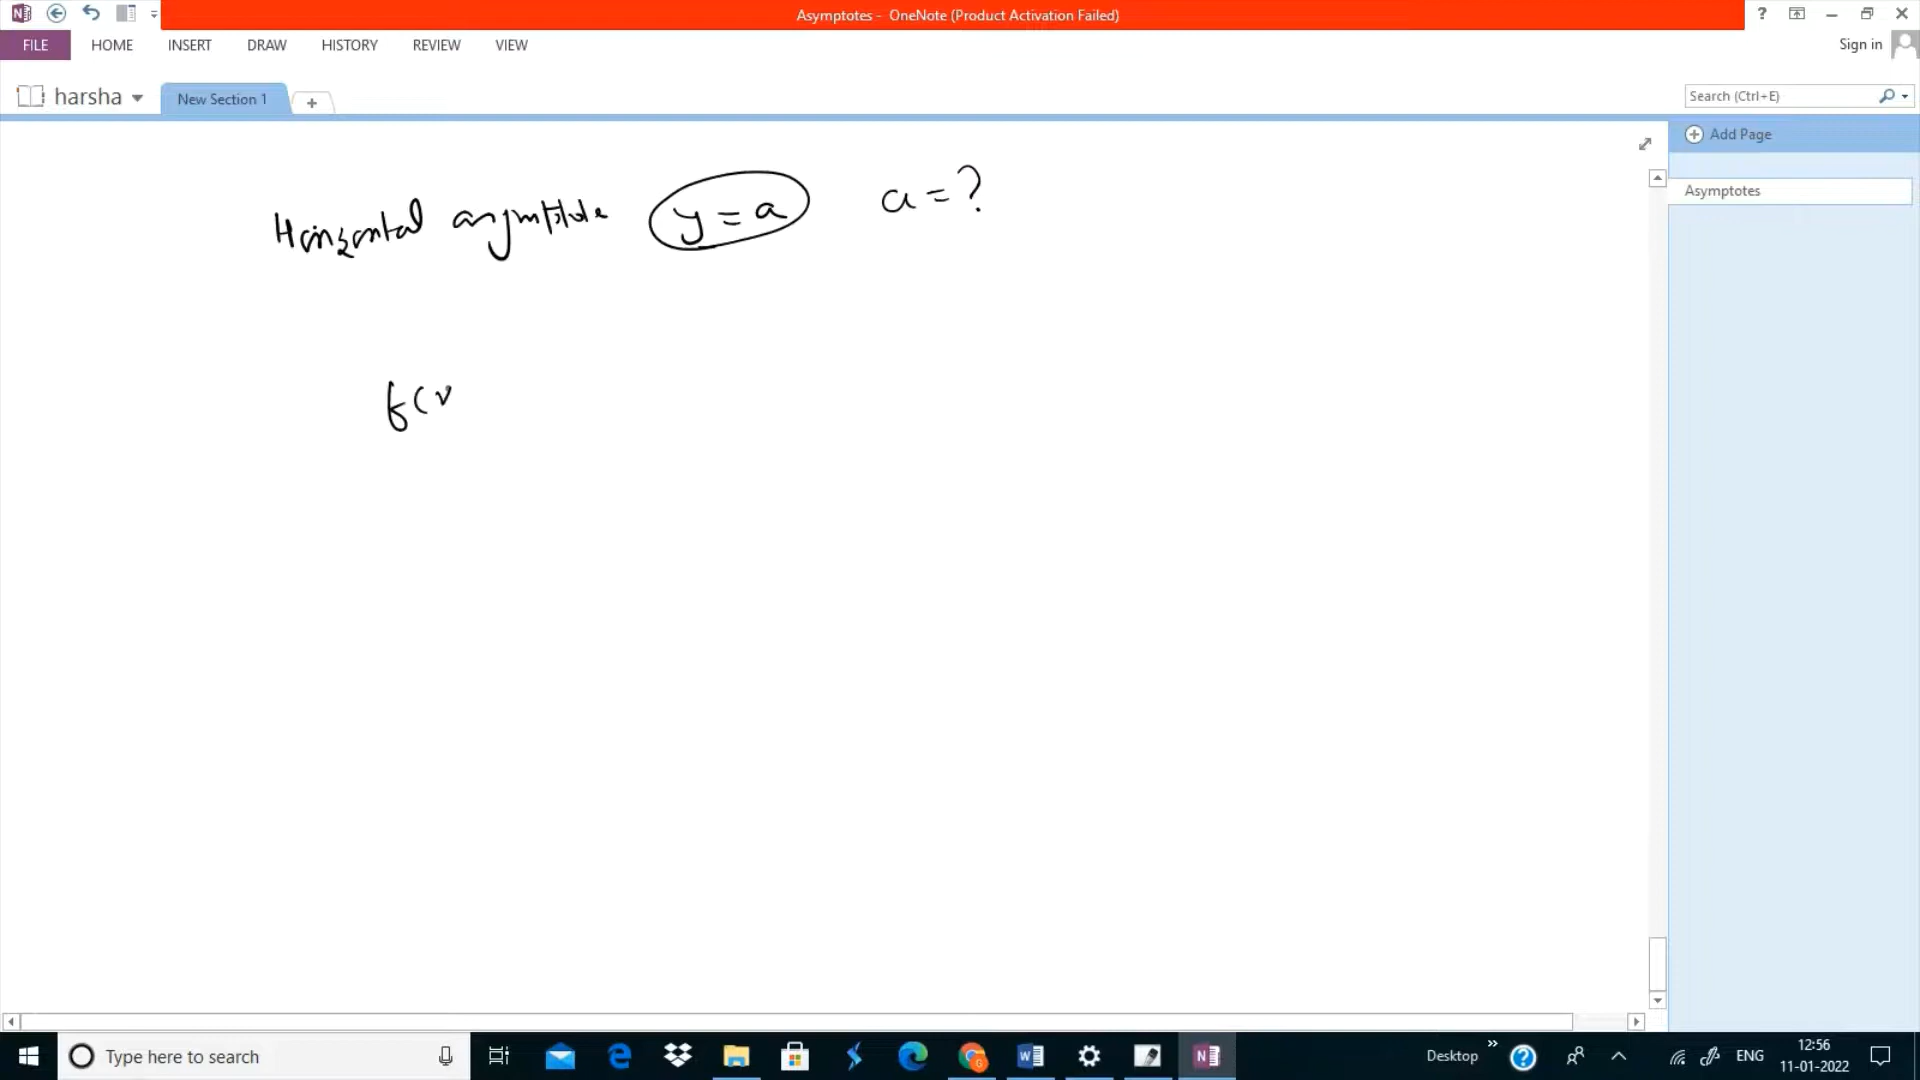 Asymptotes - OneNote (Product Activation Failed)
FILE HOME INSERT DRAW HISTORY REVIEW VIEW
Sign in
harsha
New Section 1
Search (Ctrl+E)
Add Page
Asymptotes
Horizontal asymptote y = a a = ?
f(x
Type here to search
Desktop
ENG
12:56
11-01-2022